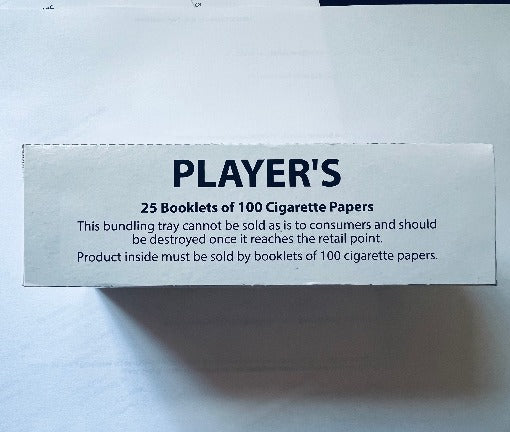 PLAYER'S
25 Booklets of 100 Cigarette Papers
This bundling tray cannot be sold as is to consumers and should
be destroyed once it reaches the retail point.
Product inside must be sold by booklets of 100 cigarette papers.